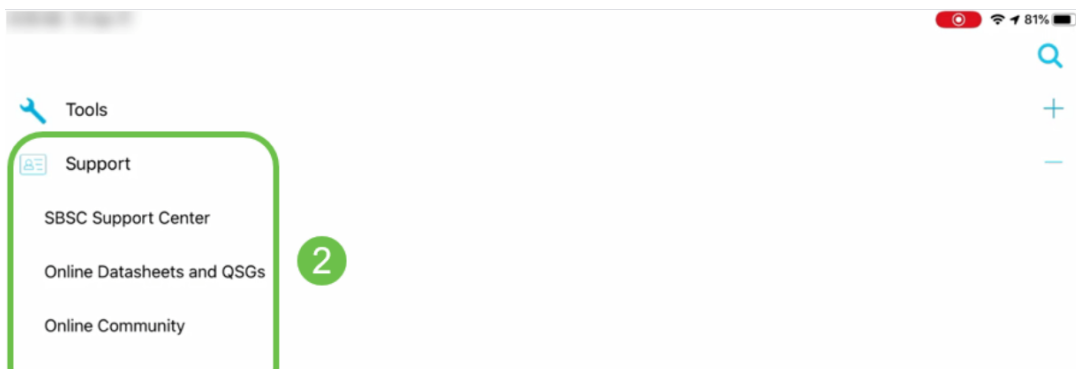 81%
Tools
Support
SBSC Support Center
Online Datasheets and QSGs
2
Online Community